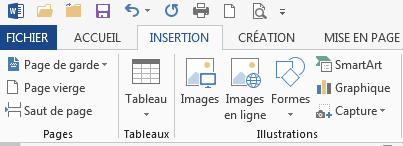 FICHIER ACCUEIL INSERTION CRÉATION MISE EN PAGE
Page de garde
Page vierge
Saut de page
Pages
Tableau
Tableaux
Images
Images
en ligne
Formes
SmartArt
Graphique
Capture
Illustrations